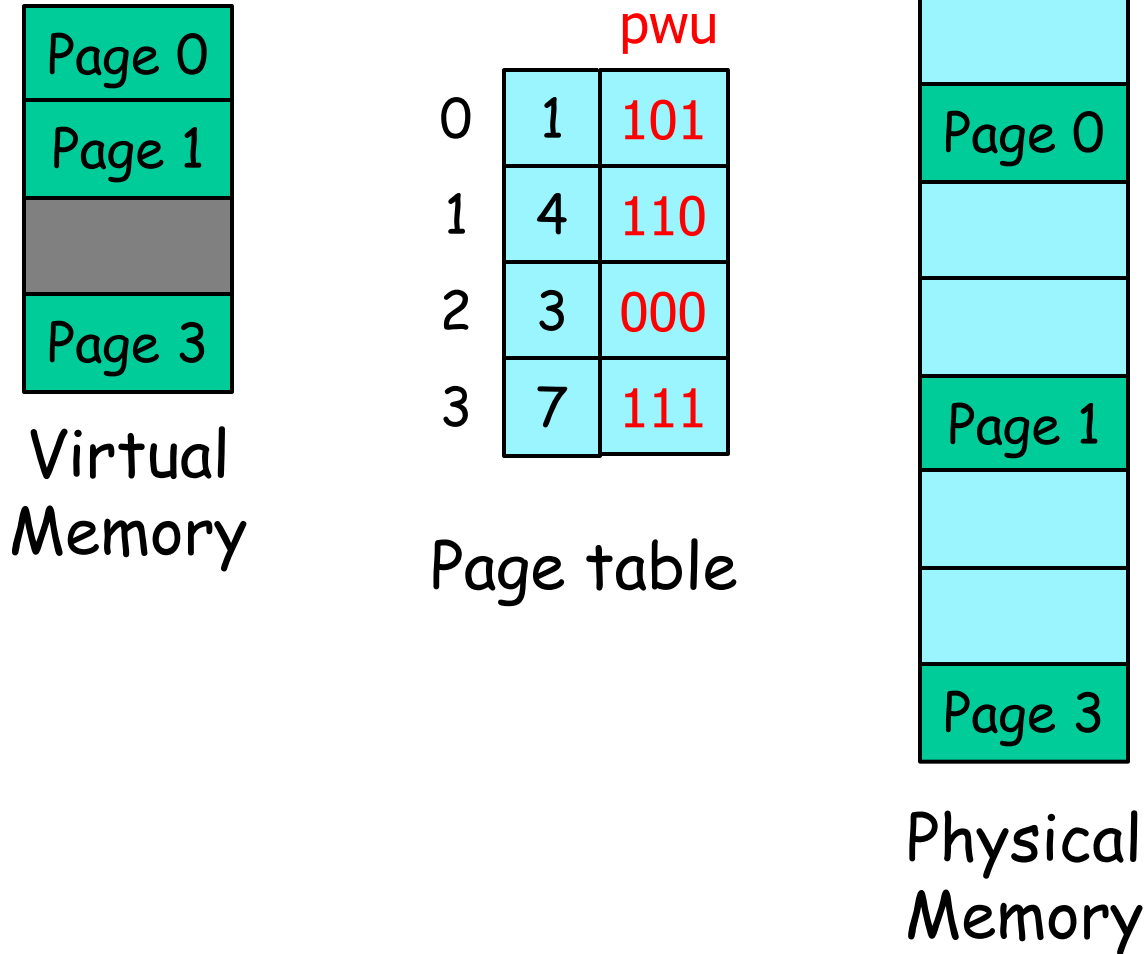 Page 0
Page 1
Page 3
Virtual
Memory
pwu
0 1 101
1 4 110
2 3 000
3 7 111
Page table
Page 0
Page 1
Page 3
Physical
Memory